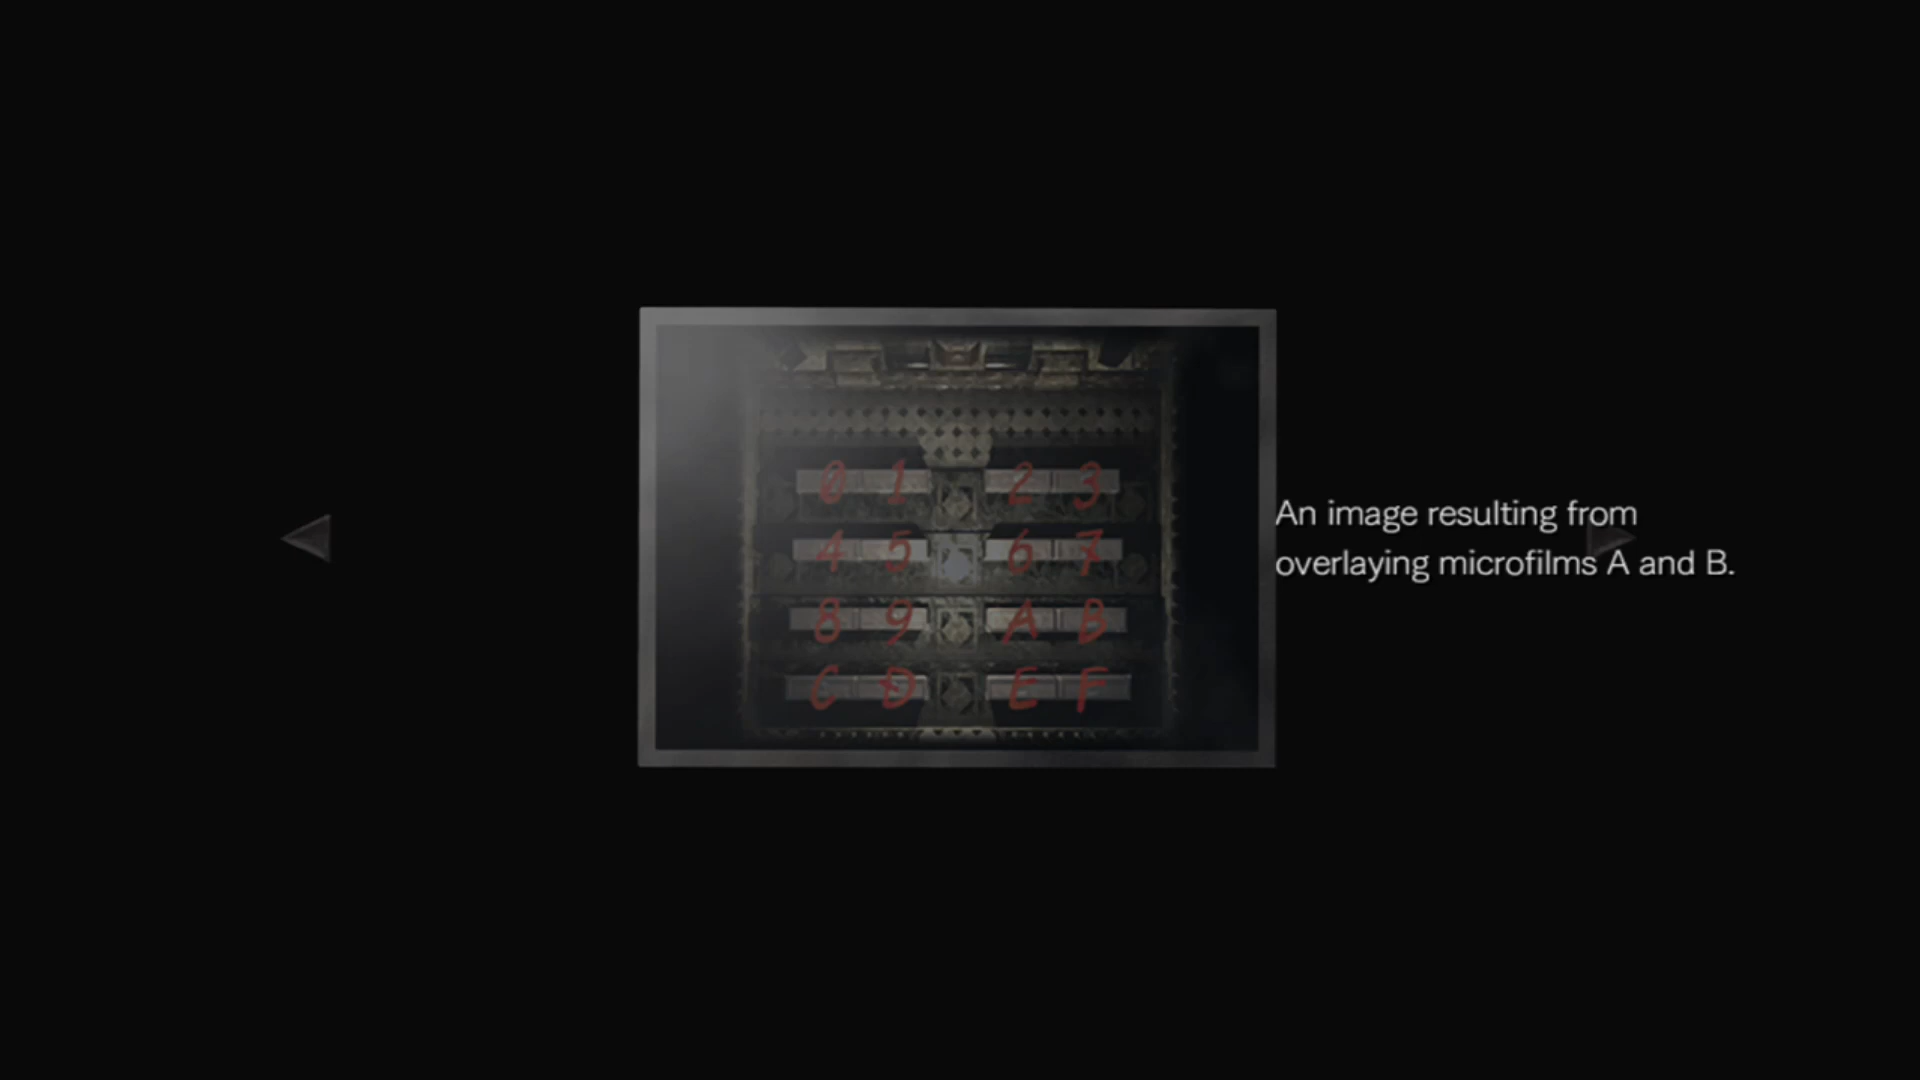 0 1 2 3
4 5 6 7
8 9 A B
C D E F
An image resulting from
overlaying microfilms A and B.